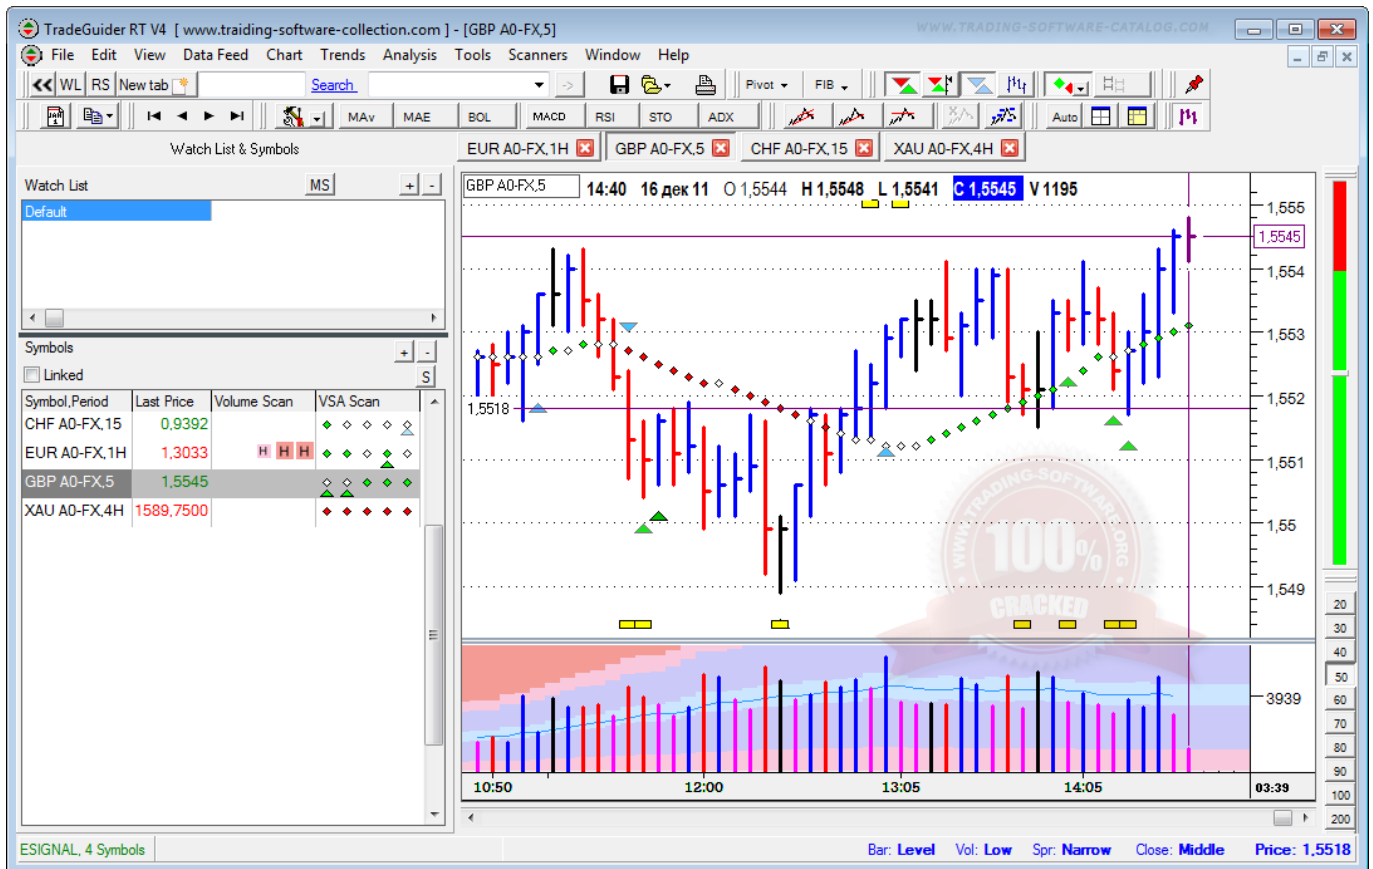 TradeGuider RT V4 [ www.traiding-software-collection.com ] - [GBP A0-FX,5]
WWW.TRADING-SOFTWARE-CATALOG.COM
File Edit View Data Feed Chart Trends Analysis Tools Scanners Window Help
WL RS New tab Search Pivot FIB
MAv MAE BOL MACD RSI STO ADX Auto
Watch List & Symbols
EUR A0-FX,1H GBP A0-FX,5 CHF A0-FX,15 XAU A0-FX,4H
Watch List MS + -
Default
Symbols + -
Linked S
Symbol,Period Last Price Volume Scan VSA Scan
CHF A0-FX,15 0,9392
EUR A0-FX,1H 1,3033 H H H
GBP A0-FX,5 1,5545
XAU A0-FX,4H 1589,7500
GBP A0-FX,5 14:40 16 дек 11 O 1,5544 H 1,5548 L 1,5541 C 1,5545 V 1195
1,555
1,5545
1,554
1,553
1,552
1,5518
1,551
1,55
1,549
WWW.TRADING-SOFTWARE.ORG
100%
CRACKED
3939
10:50 12:00 13:05 14:05 03:39
20
30
40
50
60
70
80
90
100
200
ESIGNAL, 4 Symbols
Bar: Level Vol: Low Spr: Narrow Close: Middle Price: 1,5518